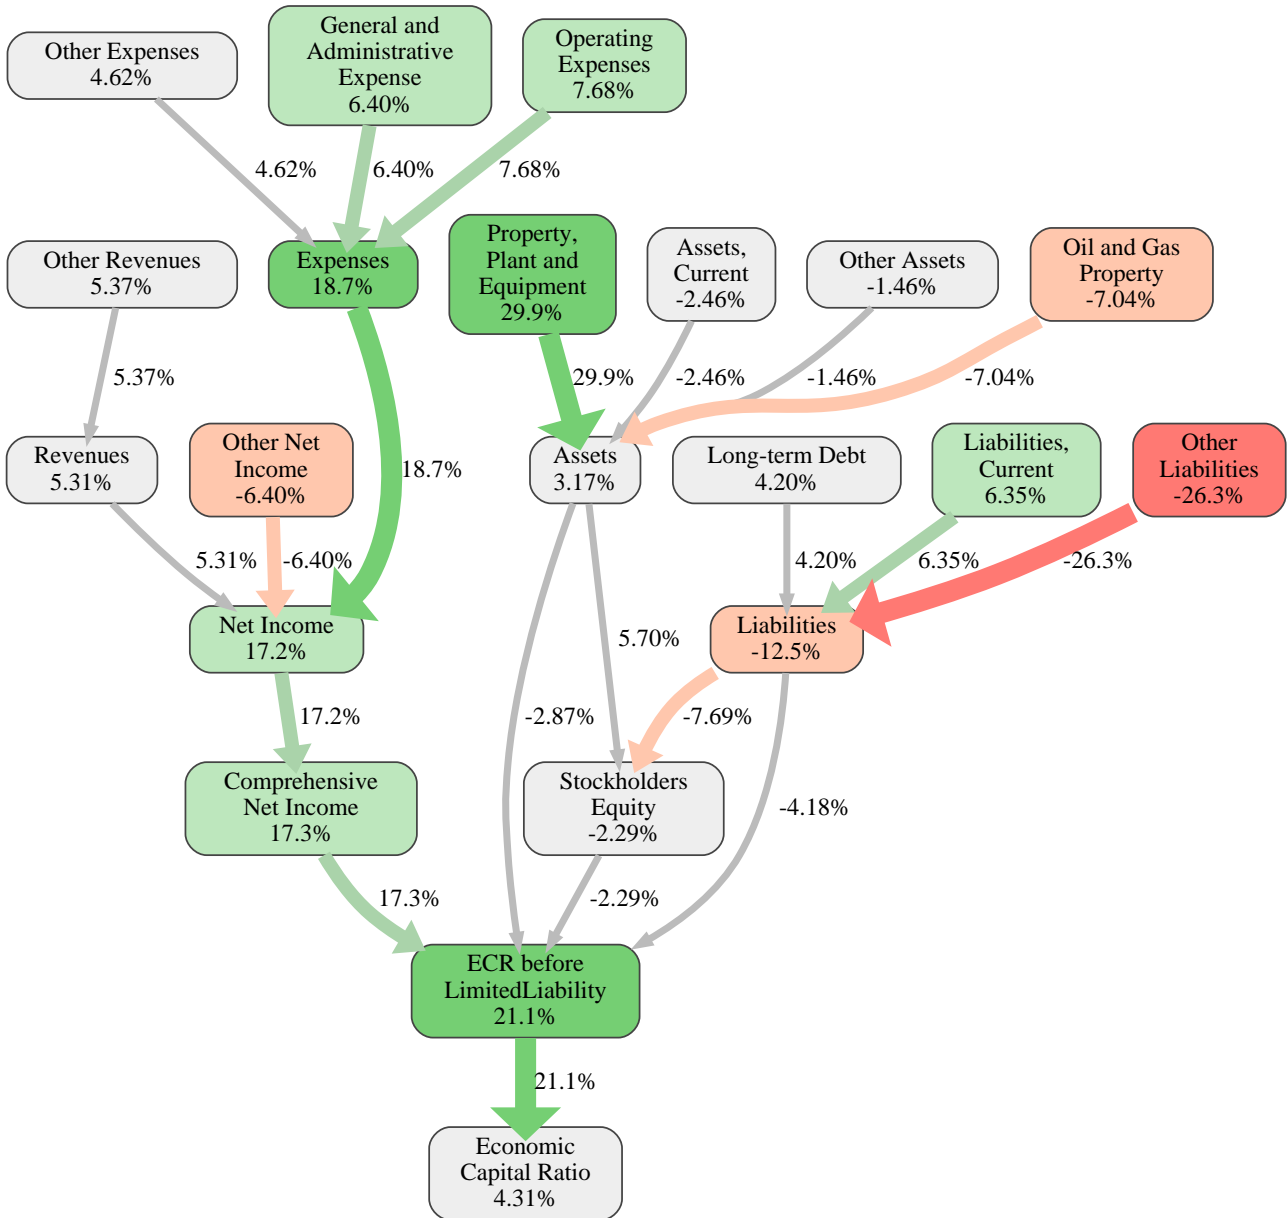 Other Expenses
4.62%
General and
Administrative
Expense
6.40%
Operating
Expenses
7.68%
4.62%
6.40%
7.68%
Other Revenues
5.37%
Expenses
18.7%
Property,
Plant and
Equipment
29.9%
Assets,
Current
-2.46%
Other Assets
-1.46%
Oil and Gas
Property
-7.04%
5.37%
29.9%
-2.46%
-1.46%
-7.04%
Revenues
5.31%
Other Net
Income
-6.40%
18.7%
Assets
3.17%
Long-term Debt
4.20%
Liabilities,
Current
6.35%
Other
Liabilities
-26.3%
5.31%
-6.40%
4.20%
6.35%
-26.3%
Net Income
17.2%
5.70%
Liabilities
-12.5%
17.2%
-2.87%
-7.69%
Comprehensive
Net Income
17.3%
Stockholders
Equity
-2.29%
-4.18%
17.3%
-2.29%
ECR before
LimitedLiability
21.1%
21.1%
Economic
Capital Ratio
4.31%